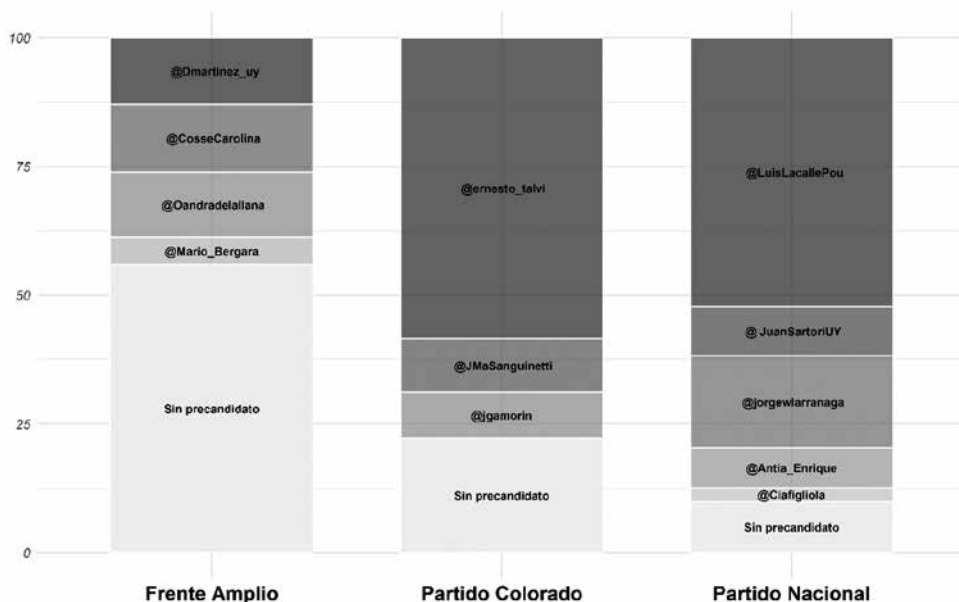 100
75
50
25
0
@Dmartinez_uy
@CosseCarolina
@Oandradelallana
@Mario_Bergara
Sin precandidato
Frente Amplio
@ernesto_talvi
@JMaSanguinetti
@jgamorin
Sin precandidato
Partido Colorado
@LuisLacallePou
@JuanSartoriUY
@jorgewlarranaga
@Antia_Enrique
@Ciafigliola
Sin precandidato
Partido Nacional